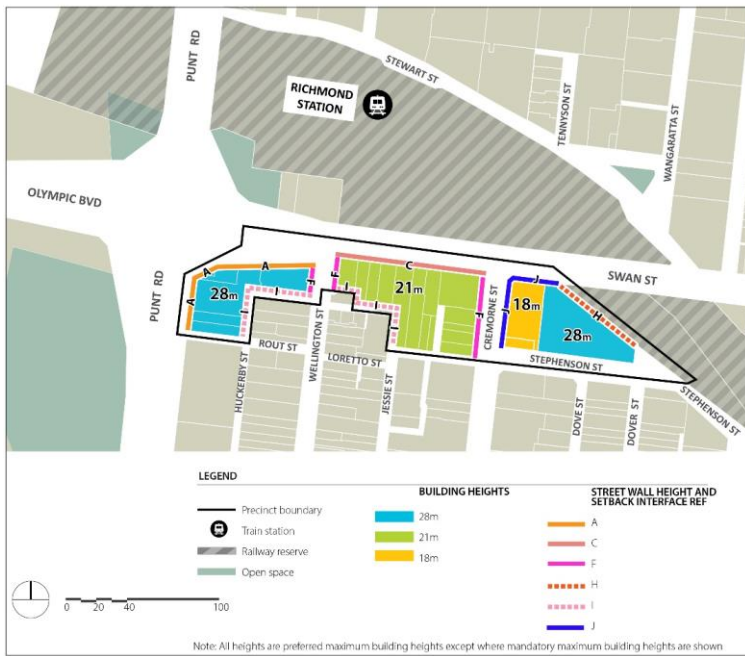 PUNT RD
STEWART ST
RICHMOND
STATION
TENNYSON ST
WANGARATTA ST
OLYMPIC BVD
PUNT RD
SWAN ST
A
A
A
28m
F
I
I
F
C
21m
I
I
I
F
CREMORNE ST
J
J
18m
28m
H
ROUT ST
HUCKERBY ST
WELLINGTON ST
LORETTO ST
JESSIE ST
STEPHENSON ST
DOVE ST
DOVER ST
STEPHENSON ST
LEGEND
Precinct boundary
Train station
Railway reserve
Open space
BUILDING HEIGHTS
28m
21m
18m
STREET WALL HEIGHT AND
SETBACK INTERFACE REF
A
C
F
H
I
J
0 20 40 100
Note: All heights are preferred maximum building heights except where mandatory maximum building heights are shown